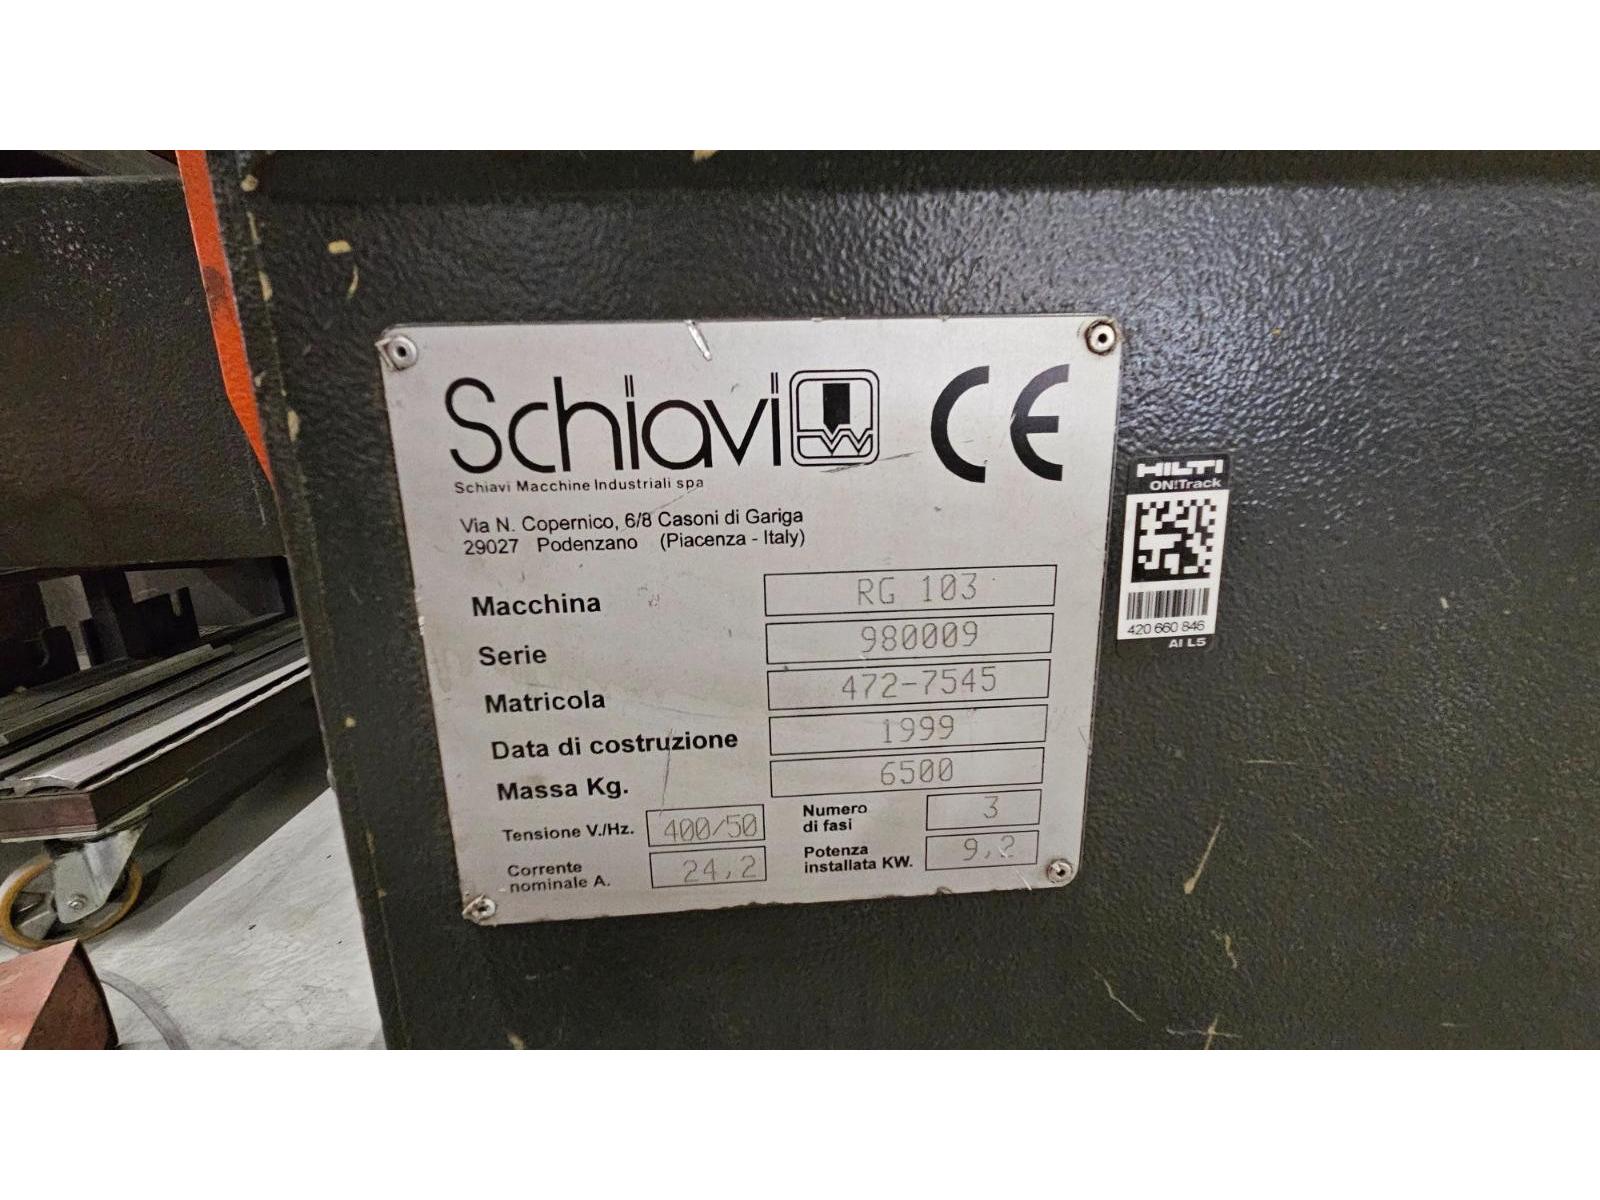 Schiavi
CE
Schiavi Macchine Industriali spa
Via N. Copernico, 6/8 Casoni di Gariga
29027 Podenzano (Piacenza - Italy)
Macchina RG 103
Serie 980009
Matricola 472-7545
Data di costruzione 1999
Massa Kg. 6500
Tensione V./Hz. 400/50
Numero
di fasi 3
Corrente
nominale A. 24,2
Potenza
installata KW. 9,2
HILTI
ON!Track
420 660 846
AI L5